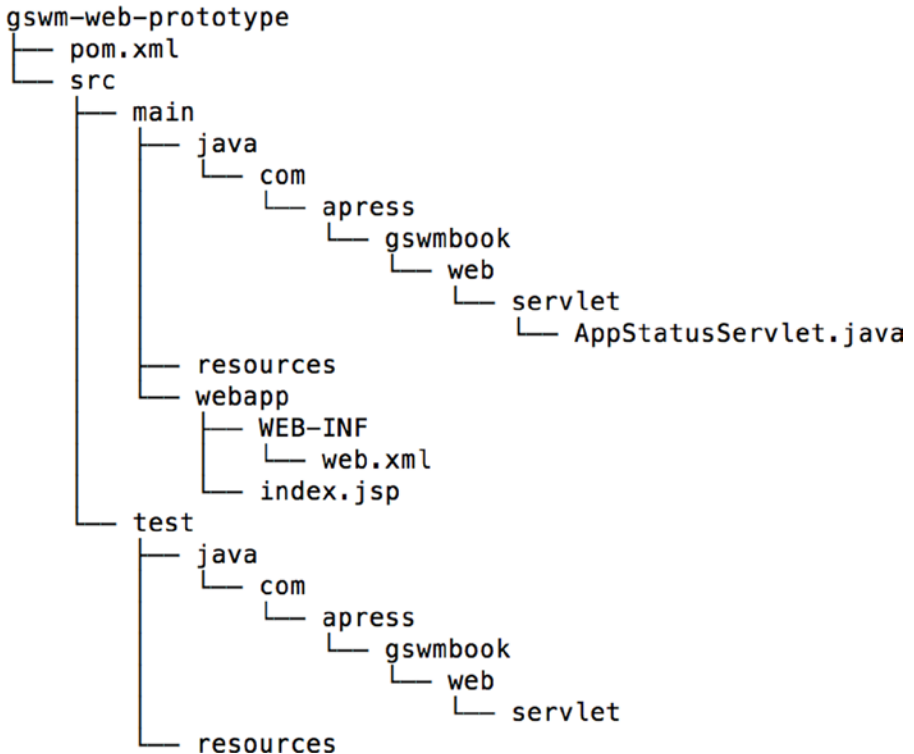 gswm-web-prototype
├── pom.xml
└── src
    ├── main
    │   ├── java
    │   │   └── com
    │   │       └── apress
    │   │           └── gswmbook
    │   │               └── web
    │   │                   └── servlet
    │   │                       └── AppStatusServlet.java
    │   ├── resources
    │   └── webapp
    │       ├── WEB-INF
    │       │   └── web.xml
    │       └── index.jsp
    └── test
        ├── java
        │   └── com
        │       └── apress
        │           └── gswmbook
        │               └── web
        │                   └── servlet
        └── resources